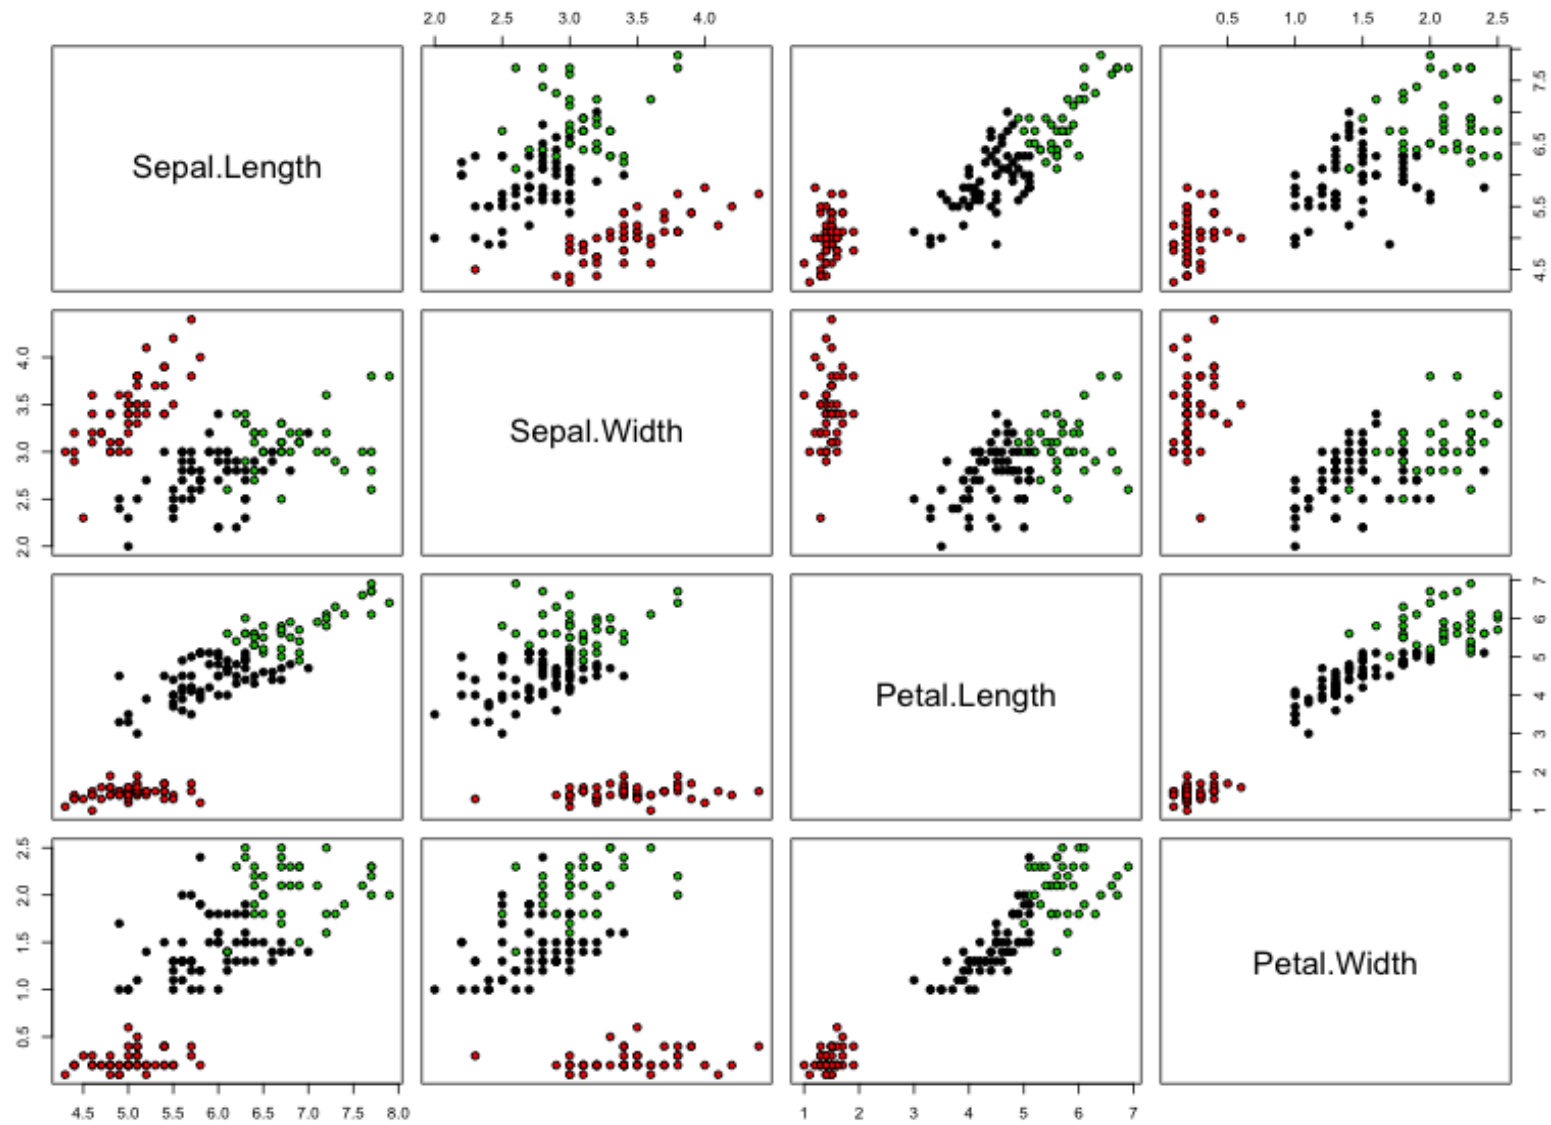 2.0 2.5 3.0 3.5 4.0 0.5 1.0 1.5 2.0 2.5
Sepal.Length
4.5 5.5 6.5 7.5
2.0 2.5 3.0 3.5 4.0
Sepal.Width
Petal.Length
1 2 3 4 5 6 7
0.5 1.0 1.5 2.0 2.5
Petal.Width
4.5 5.0 5.5 6.0 6.5 7.0 7.5 8.0 1 2 3 4 5 6 7